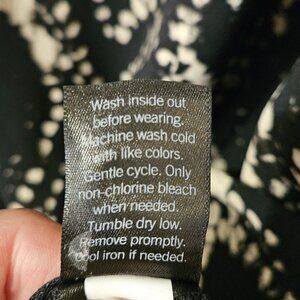 Wash inside out
before wearing.
Machine wash cold
with like colors.
Gentle cycle. Only
non-chlorine bleach
when needed.
Tumble dry low.
Remove promptly.
cool iron if needed.